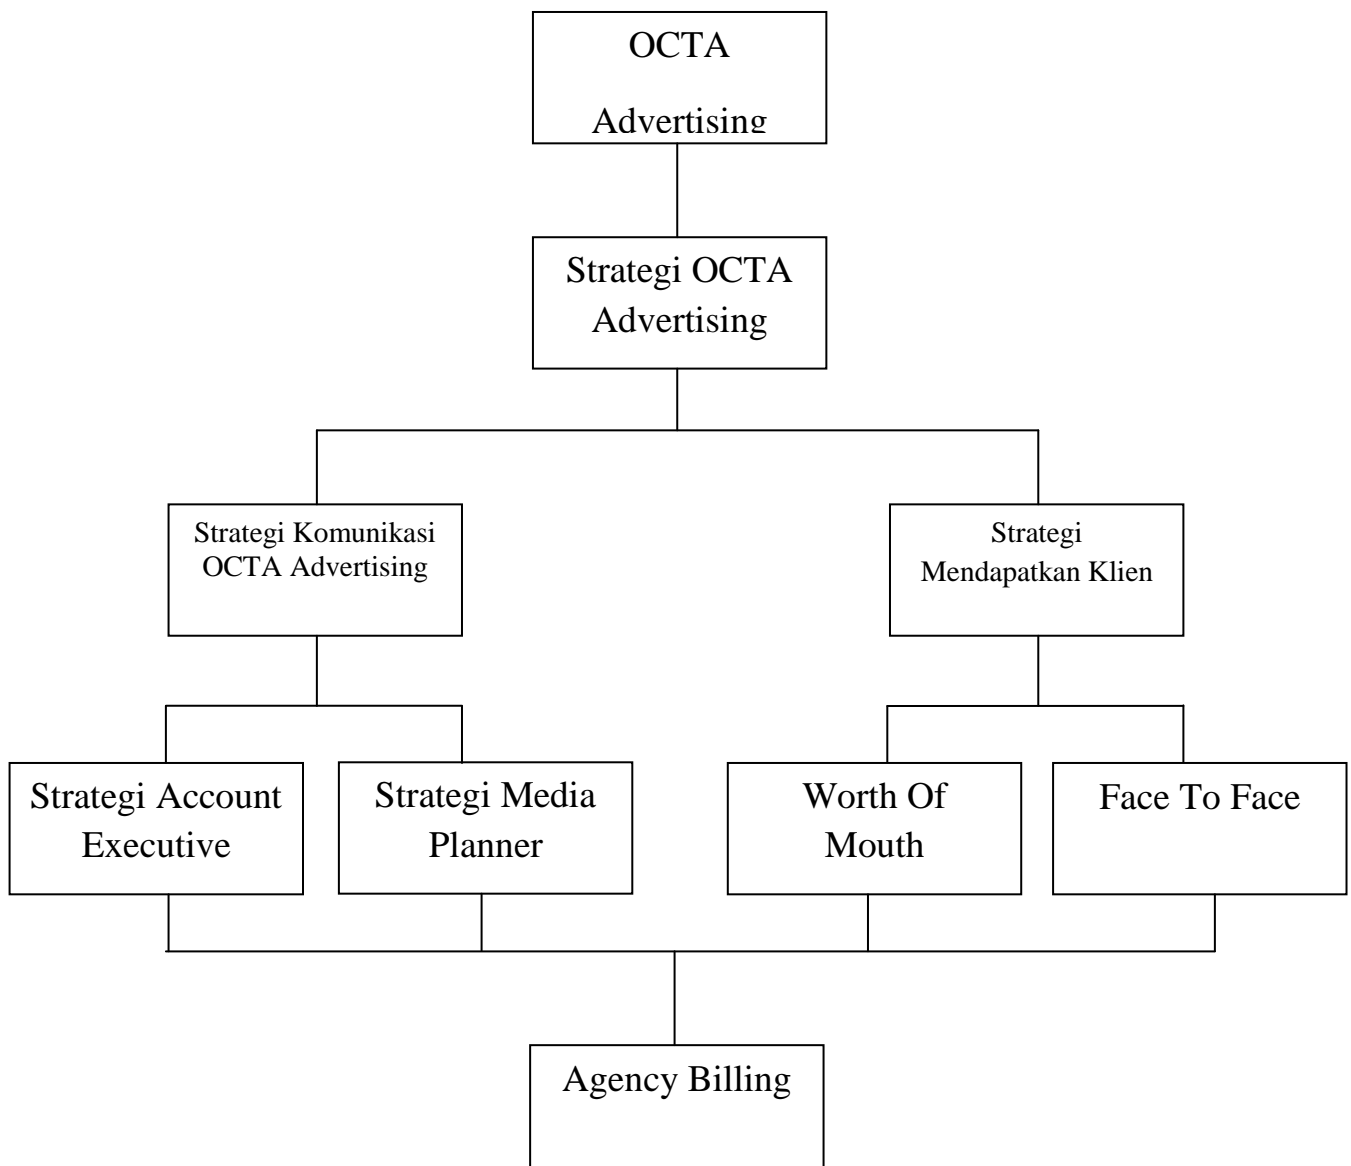 OCTA
Advertising
Strategi OCTA
Advertising
Strategi Komunikasi
OCTA Advertising
Strategi
Mendapatkan Klien
Strategi Account
Executive
Strategi Media
Planner
Worth Of
Mouth
Face To Face
Agency Billing